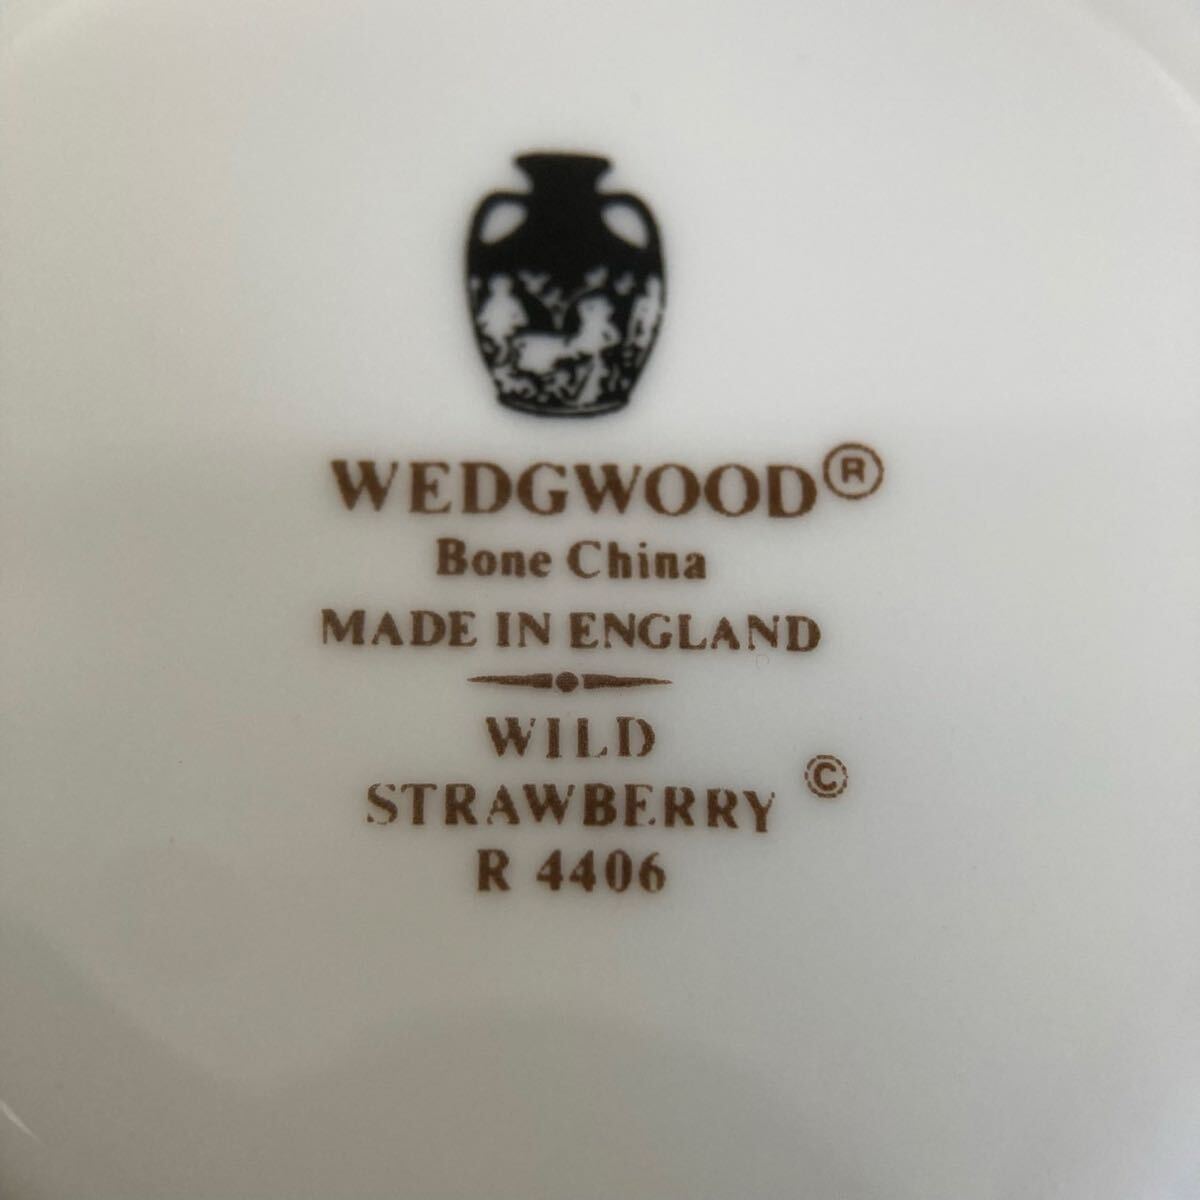 WEDGWOOD®
Bone China
MADE IN ENGLAND
WILD
STRAWBERRY ©
R 4406